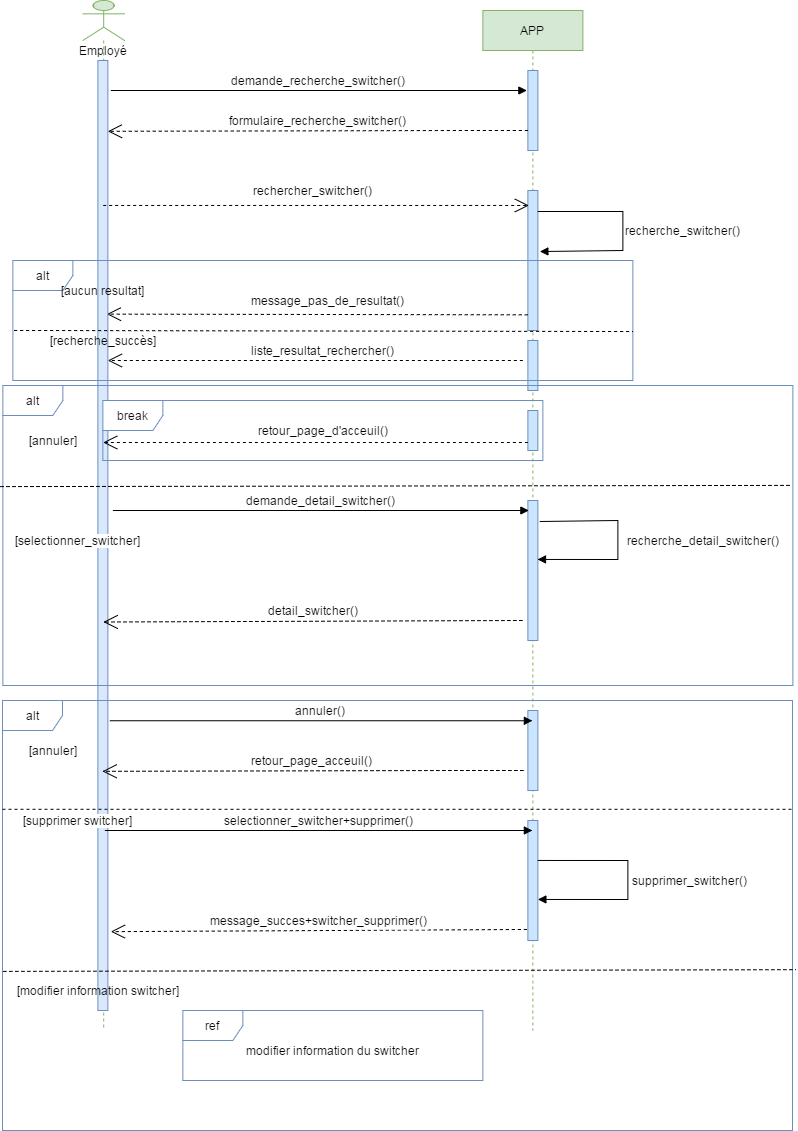 Employé
APP
demande_recherche_switcher()
formulaire_recherche_switcher()
rechercher_switcher()
recherche_switcher()
alt
[aucun resultat]
message_pas_de_resultat()
[recherche_succès]
liste_resultat_rechercher()
alt
break
[annuler]
retour_page_d'acceuil()
demande_detail_switcher()
[selectionner_switcher]
recherche_detail_switcher()
detail_switcher()
alt
annuler()
[annuler]
retour_page_acceuil()
[supprimer switcher]
selectionner_switcher+supprimer()
supprimer_switcher()
message_succes+switcher_supprimer()
[modifier information switcher]
ref
modifier information du switcher